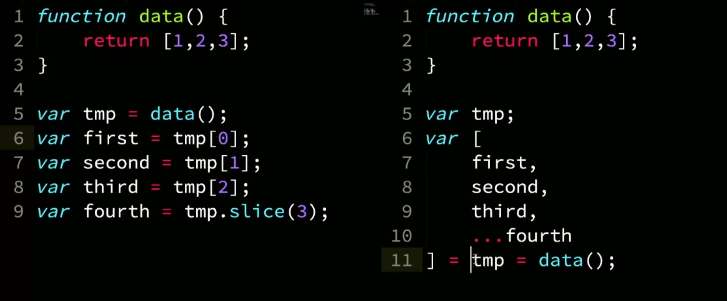 1 function data() {
2     return [1,2,3];
3 }
4
5 var tmp = data();
6 var first = tmp[0];
7 var second = tmp[1];
8 var third = tmp[2];
9 var fourth = tmp.slice(3);
1 function data() {
2     return [1,2,3];
3 }
4
5 var tmp;
6 var [
7     first,
8     second,
9     third,
10     ...fourth
11 ] = tmp = data();